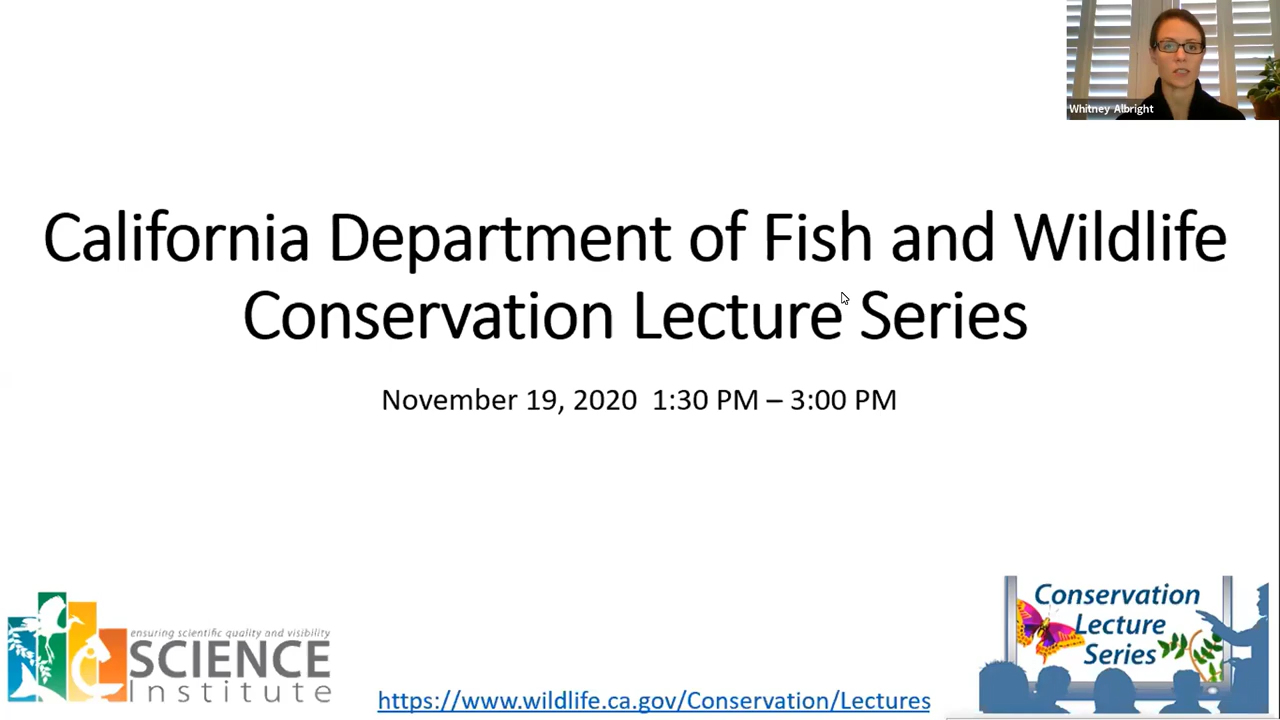 Whitney Albright
California Department of Fish and Wildlife
Conservation Lecture Series
November 19, 2020 1:30 PM – 3:00 PM
ensuring scientific quality and visibility
SCIENCE
Institute
https://www.wildlife.ca.gov/Conservation/Lectures
Conservation
Lecture
Series